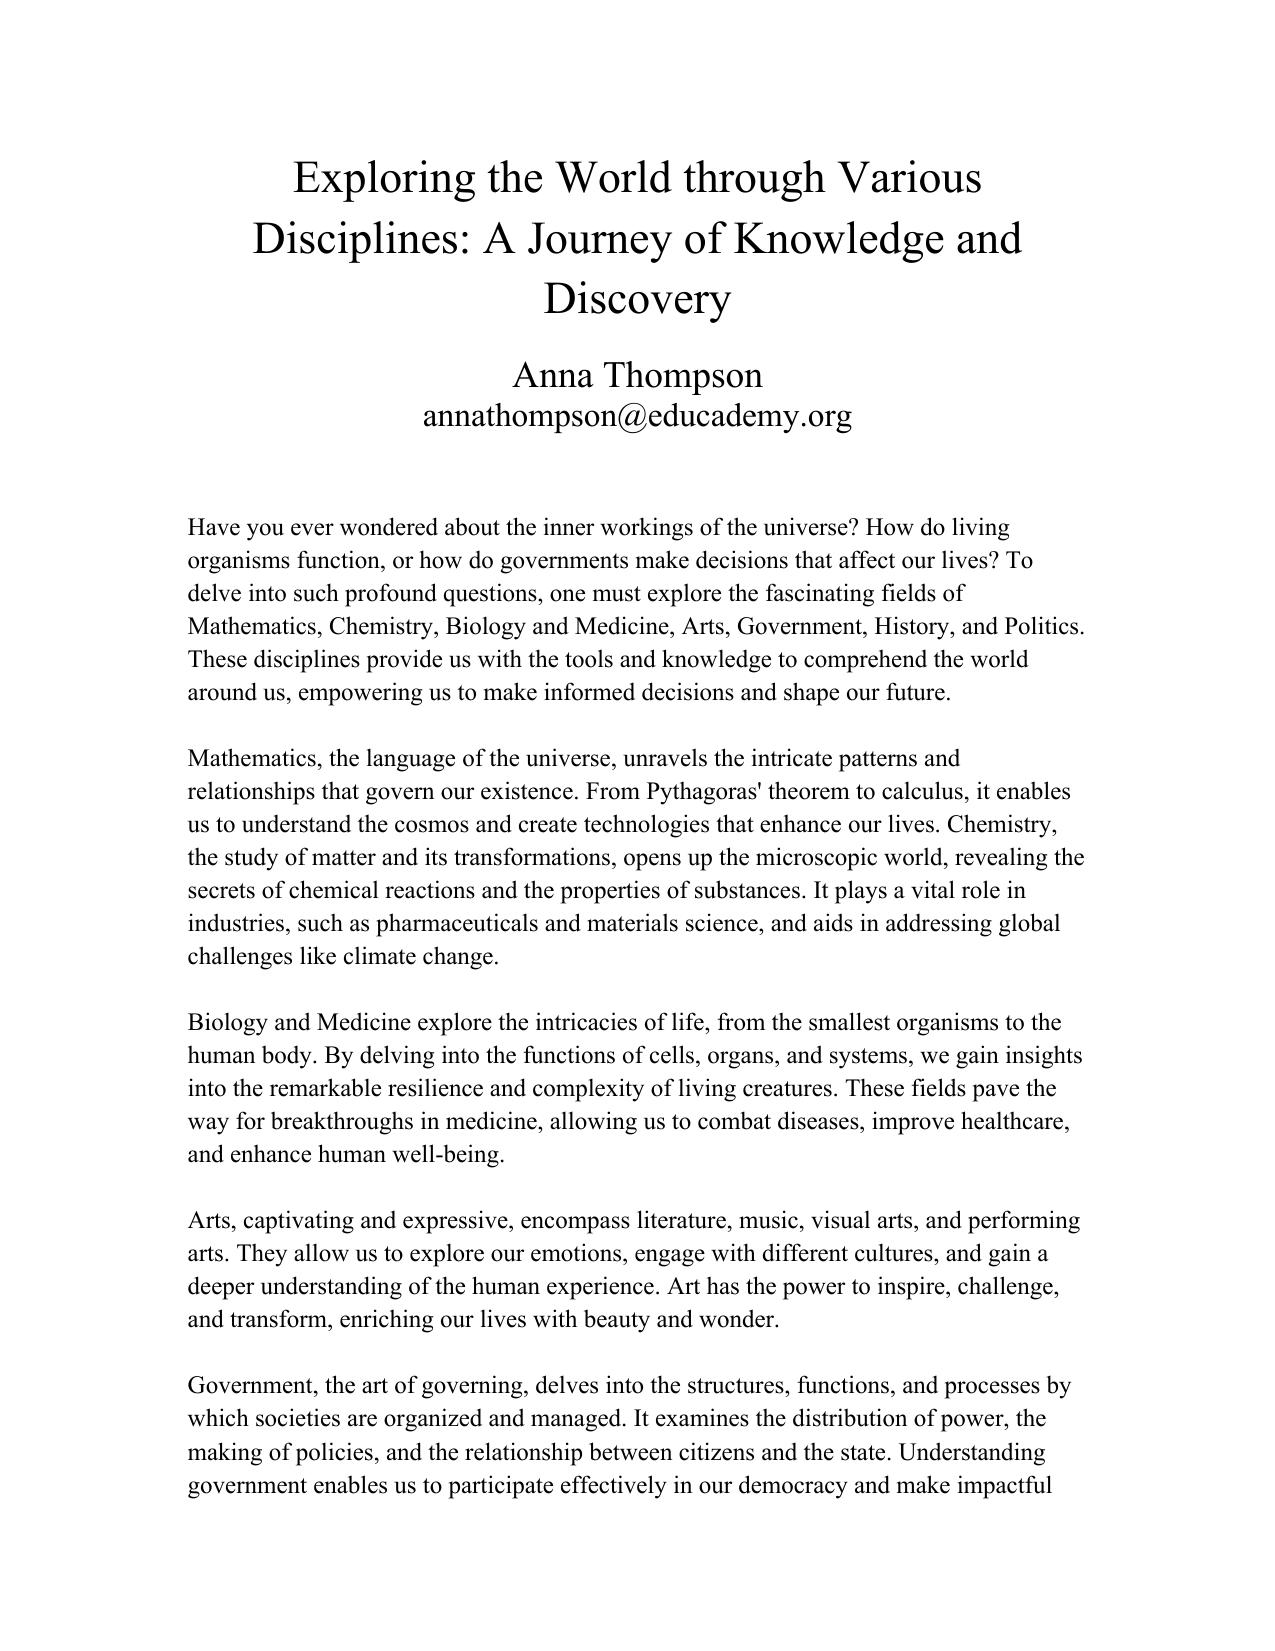 Exploring the World through Various
Disciplines: A Journey of Knowledge and
Discovery
Anna Thompson
annathompson@educademy.org
Have you ever wondered about the inner workings of the universe? How do living
organisms function, or how do governments make decisions that affect our lives? To
delve into such profound questions, one must explore the fascinating fields of
Mathematics, Chemistry, Biology and Medicine, Arts, Government, History, and Politics.
These disciplines provide us with the tools and knowledge to comprehend the world
around us, empowering us to make informed decisions and shape our future.
Mathematics, the language of the universe, unravels the intricate patterns and
relationships that govern our existence. From Pythagoras' theorem to calculus, it enables
us to understand the cosmos and create technologies that enhance our lives. Chemistry,
the study of matter and its transformations, opens up the microscopic world, revealing the
secrets of chemical reactions and the properties of substances. It plays a vital role in
industries, such as pharmaceuticals and materials science, and aids in addressing global
challenges like climate change.
Biology and Medicine explore the intricacies of life, from the smallest organisms to the
human body. By delving into the functions of cells, organs, and systems, we gain insights
into the remarkable resilience and complexity of living creatures. These fields pave the
way for breakthroughs in medicine, allowing us to combat diseases, improve healthcare,
and enhance human well-being.
Arts, captivating and expressive, encompass literature, music, visual arts, and performing
arts. They allow us to explore our emotions, engage with different cultures, and gain a
deeper understanding of the human experience. Art has the power to inspire, challenge,
and transform, enriching our lives with beauty and wonder.
Government, the art of governing, delves into the structures, functions, and processes by
which societies are organized and managed. It examines the distribution of power, the
making of policies, and the relationship between citizens and the state. Understanding
government enables us to participate effectively in our democracy and make impactful